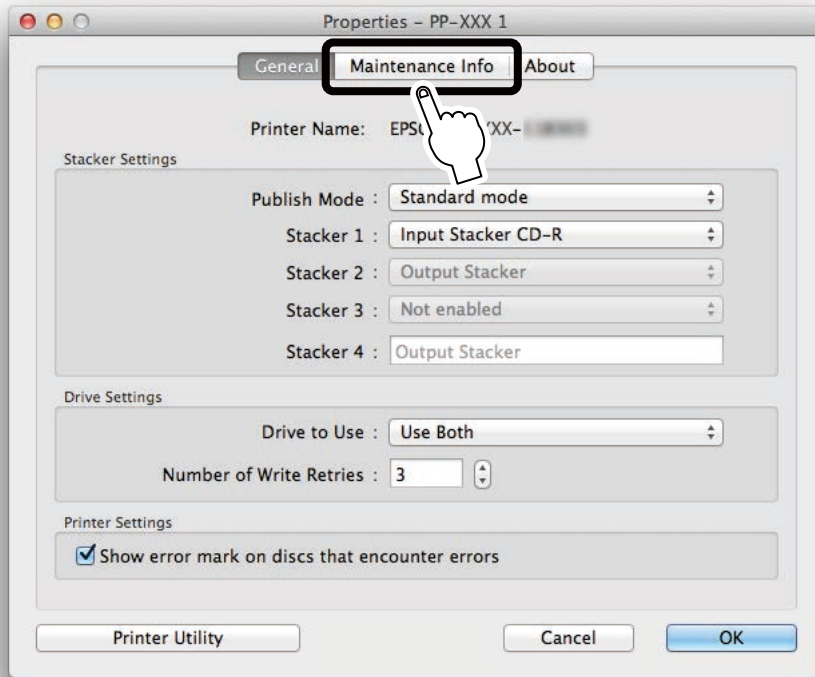 Properties – PP-XXX 1
General Maintenance Info About
Printer Name: EPSO XX-
Stacker Settings
Publish Mode : Standard mode
Stacker 1 : Input Stacker CD-R
Stacker 2 : Output Stacker
Stacker 3 : Not enabled
Stacker 4 : Output Stacker
Drive Settings
Drive to Use : Use Both
Number of Write Retries : 3
Printer Settings
Show error mark on discs that encounter errors
Printer Utility Cancel OK